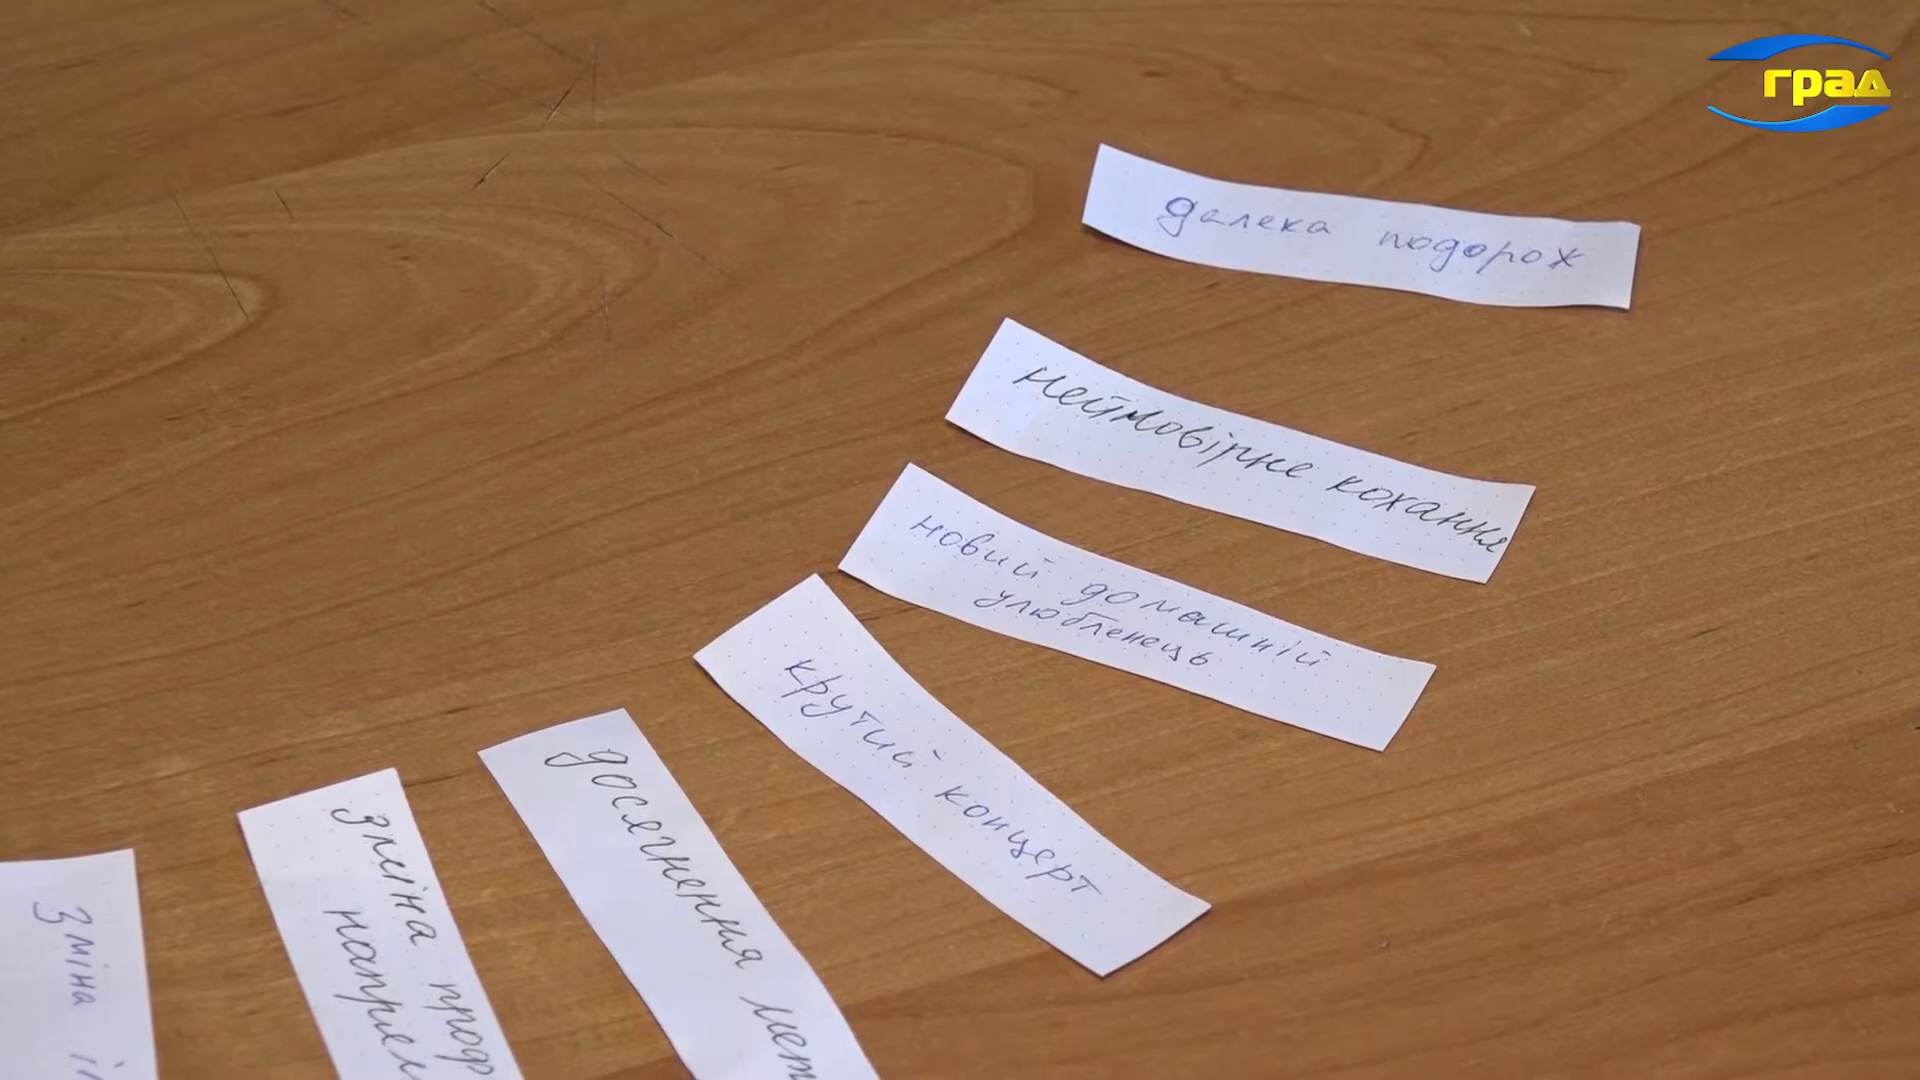 град
далека подорож
неймовірне кохання
новий домашній
улюбленець
крутий концерт
досягнення
зміна
зміна